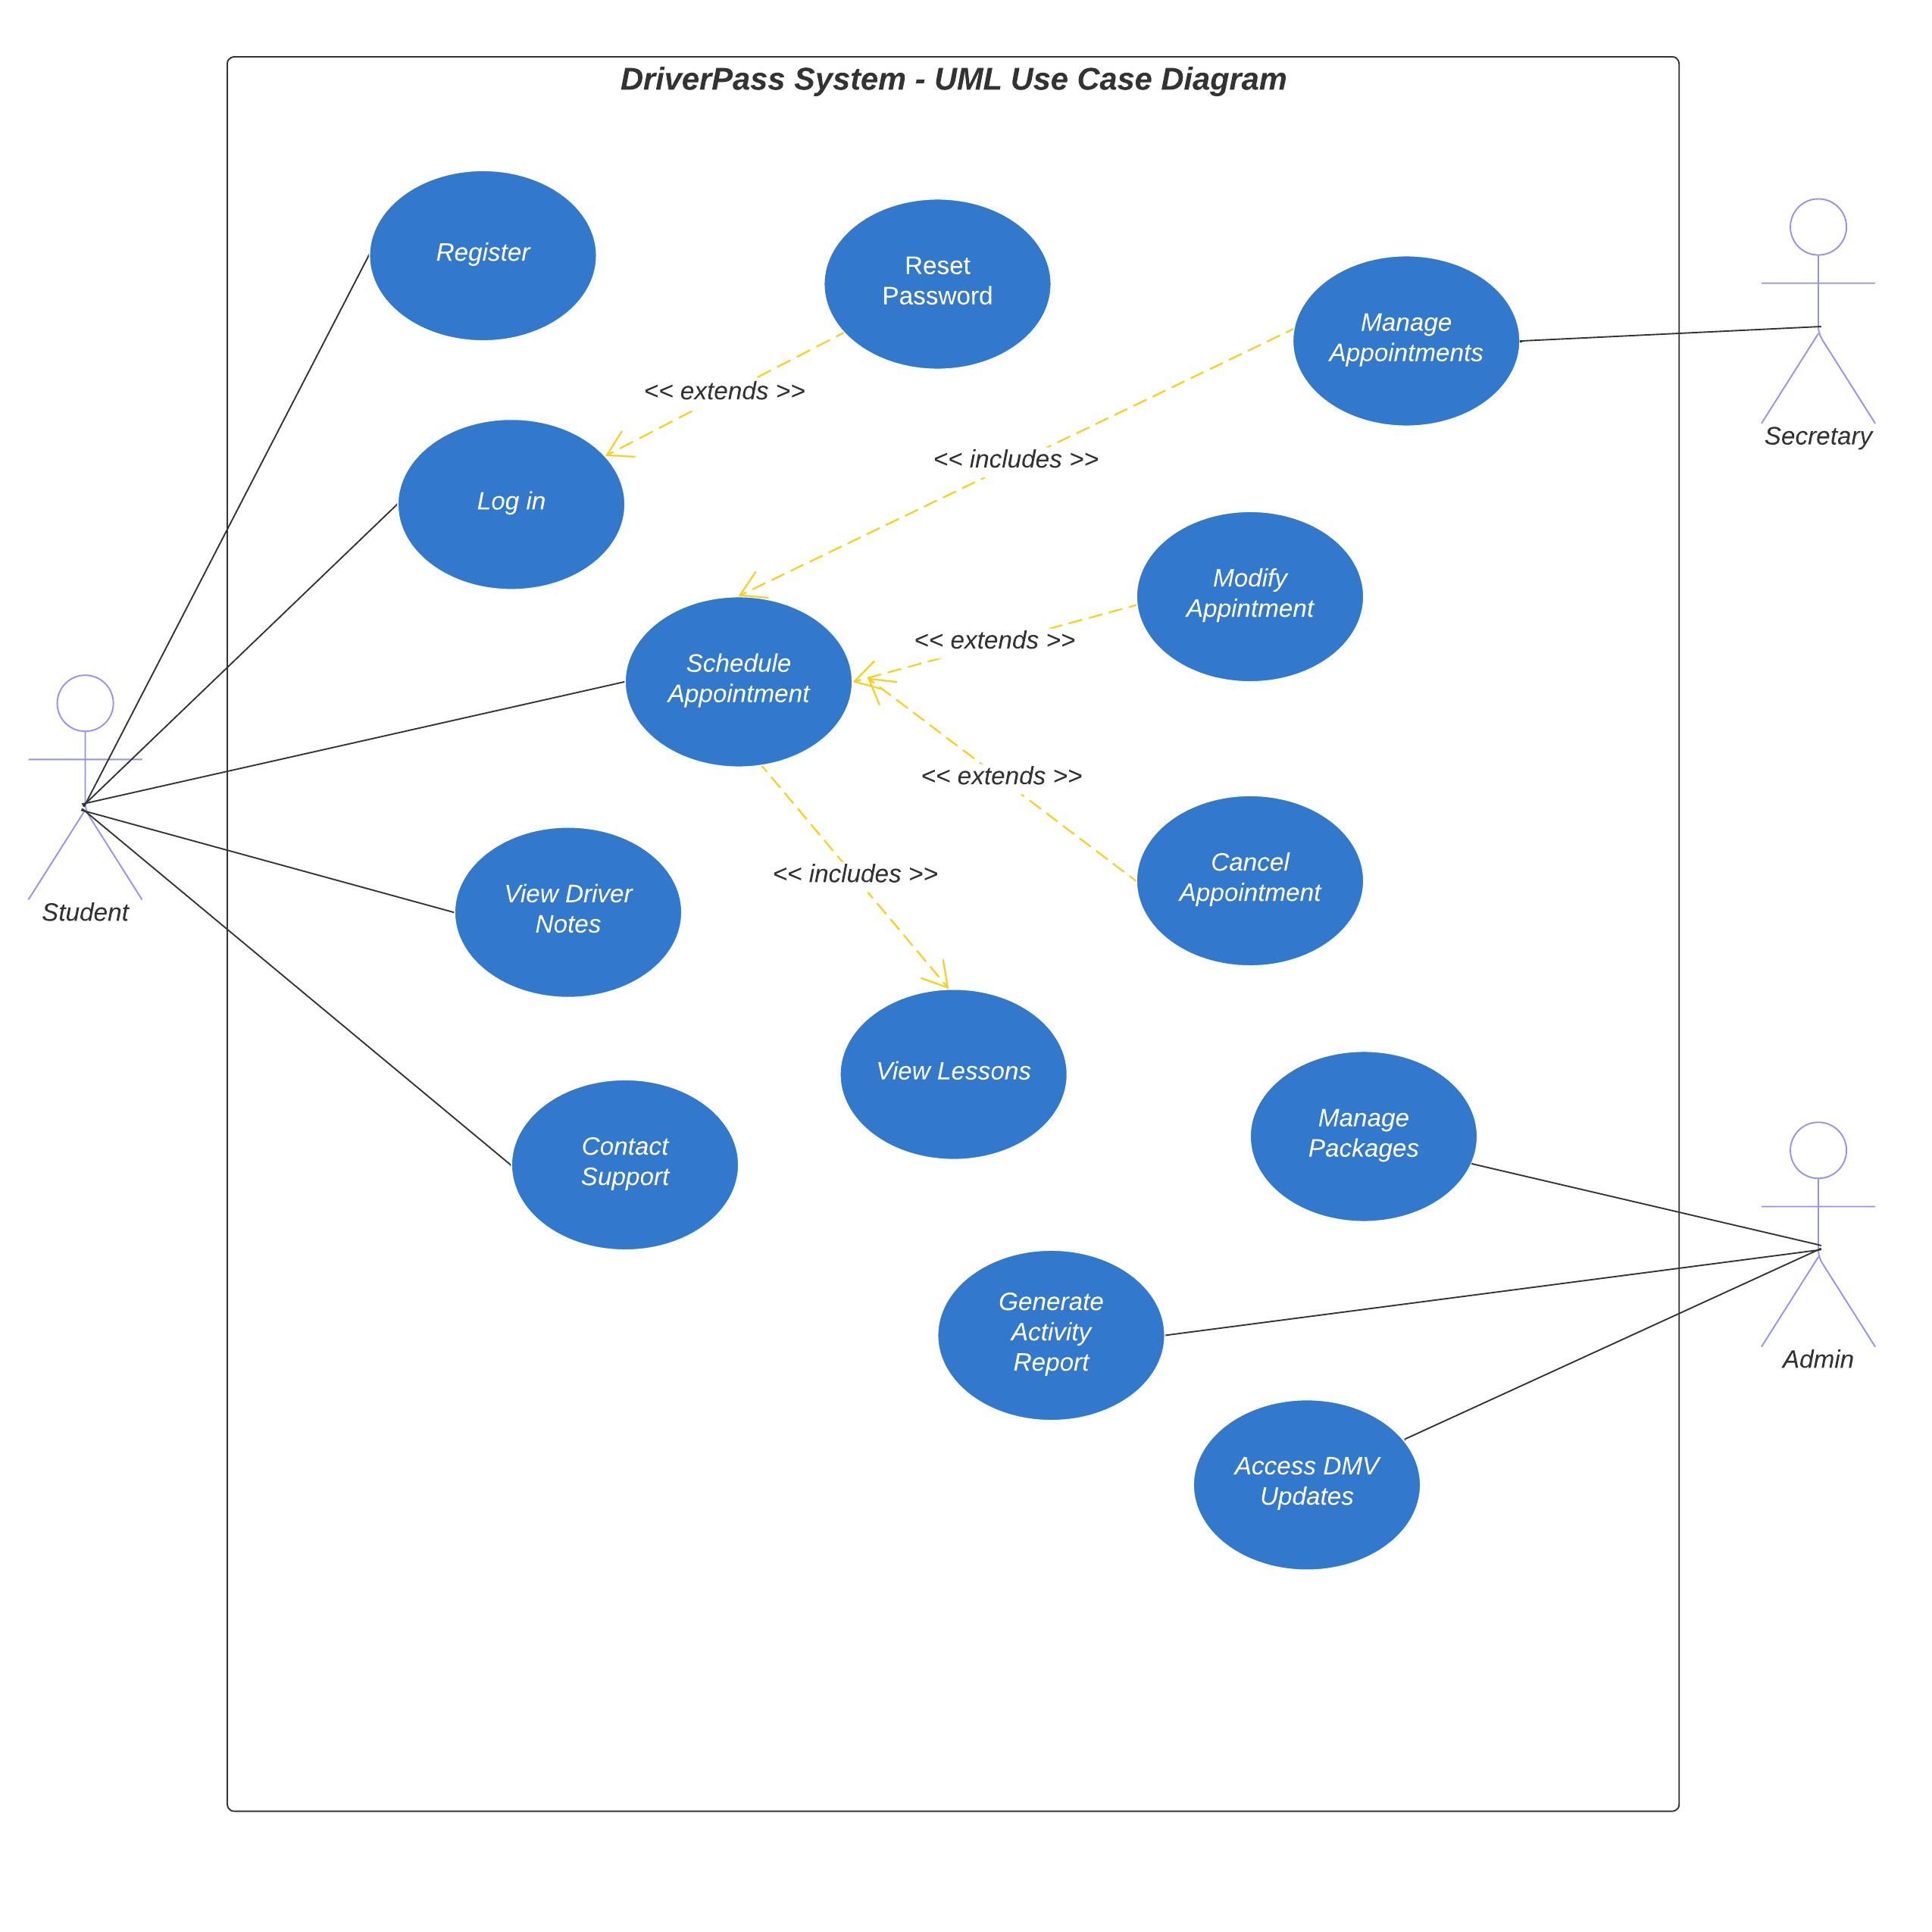 DriverPass System - UML Use Case Diagram
Register
Reset
Password
Manage
Appointments
<< extends >>
Secretary
<< includes >>
Log in
Modify
Appintment
<< extends >>
Schedule
Appointment
<< extends >>
Cancel
Appointment
<< includes >>
View Driver
Notes
Student
View Lessons
Manage
Packages
Contact
Support
Generate
Activity
Report
Admin
Access DMV
Updates